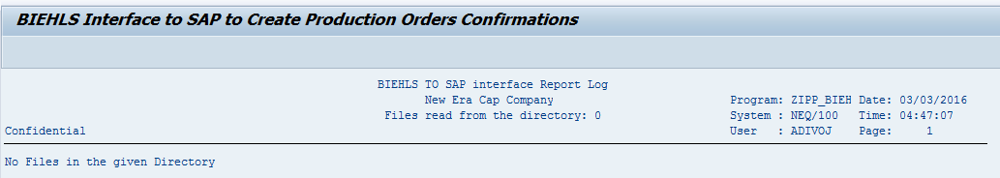 BIEHLS Interface to SAP to Create Production Orders Confirmations
BIEHLS TO SAP interface Report Log
New Era Cap Company Program: ZIPP_BIEH Date: 03/03/2016
Files read from the directory: 0 System : NEQ/100 Time: 04:47:07
Confidential User : ADIVOJ Page: 1
No Files in the given Directory